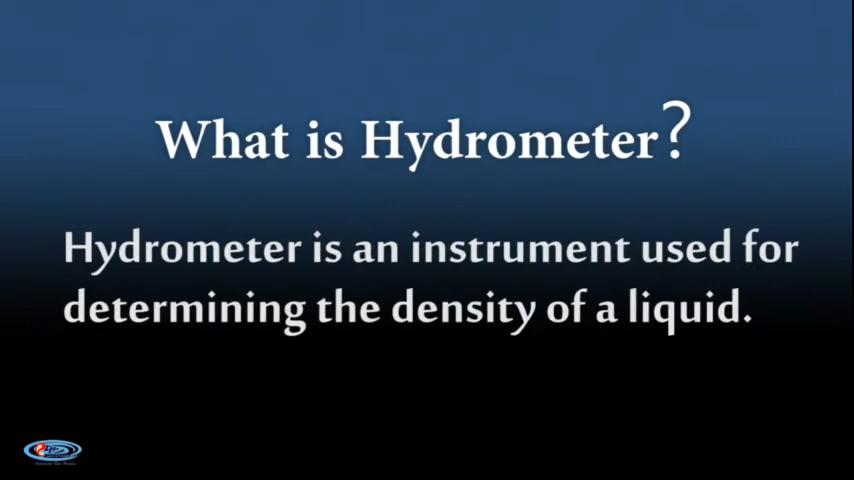 What is Hydrometer?
Hydrometer is an instrument used for
determining the density of a liquid.